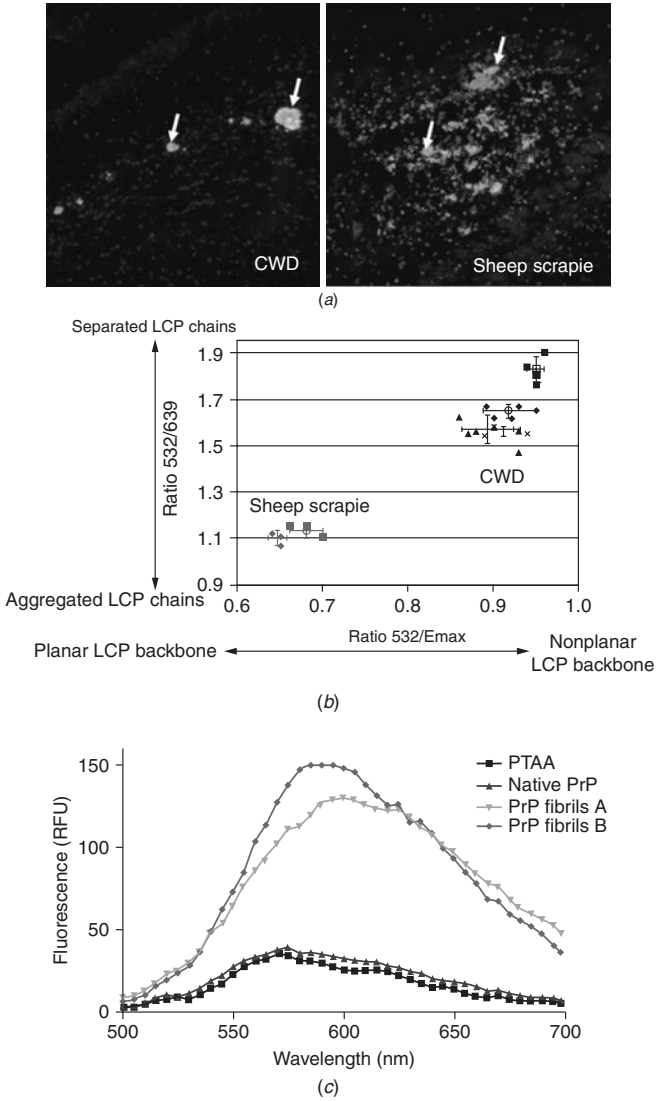 CWD
Sheep scrapie
(a)
Separated LCP chains
1.9
1.7
1.5
1.3
1.1
0.9
Ratio 532/639
Sheep scrapie
CWD
Aggregated LCP chains
0.6
0.7
0.8
0.9
1.0
Ratio 532/Emax
Planar LCP backbone
Nonplanar
LCP backbone
(b)
150
100
50
0
Fluorescence (RFU)
PTAA
Native PrP
PrP fibrils A
PrP fibrils B
500
550
600
650
700
Wavelength (nm)
(c)